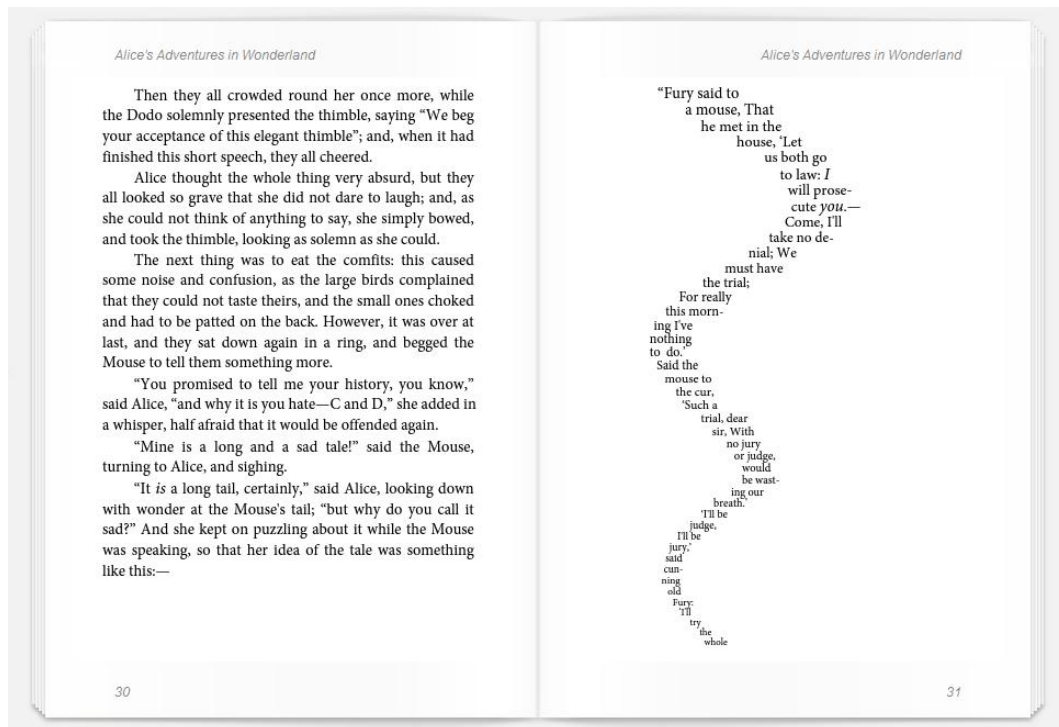 Alice's Adventures in Wonderland
Then they all crowded round her once more, while
the Dodo solemnly presented the thimble, saying “We beg
your acceptance of this elegant thimble”; and, when it had
finished this short speech, they all cheered.
Alice thought the whole thing very absurd, but they
all looked so grave that she did not dare to laugh; and, as
she could not think of anything to say, she simply bowed,
and took the thimble, looking as solemn as she could.
The next thing was to eat the comfits: this caused
some noise and confusion, as the large birds complained
that they could not taste theirs, and the small ones choked
and had to be patted on the back. However, it was over at
last, and they sat down again in a ring, and begged the
Mouse to tell them something more.
“You promised to tell me your history, you know,”
said Alice, “and why it is you hate—C and D,” she added in
a whisper, half afraid that it would be offended again.
“Mine is a long and a sad tale!” said the Mouse,
turning to Alice, and sighing.
“It is a long tail, certainly,” said Alice, looking down
with wonder at the Mouse's tail; “but why do you call it
sad?” And she kept on puzzling about it while the Mouse
was speaking, so that her idea of the tale was something
like this:—
30
Alice's Adventures in Wonderland
“Fury said to
a mouse, That
he met in the
house, ‘Let
us both go
to law: I
will prose-
cute you.—
Come, I'll
take no de-
nial; We
must have
the trial;
For really
this morn-
ing I've
nothing
to do.’
Said the
mouse to
the cur,
‘Such a
trial, dear
sir, With
no jury
or judge,
would
be wast-
ing our
breath.’
‘I'll be
judge,
I'll be
jury,’
said
cun-
ning
old
Fury:
‘I'll
try
the
whole
31